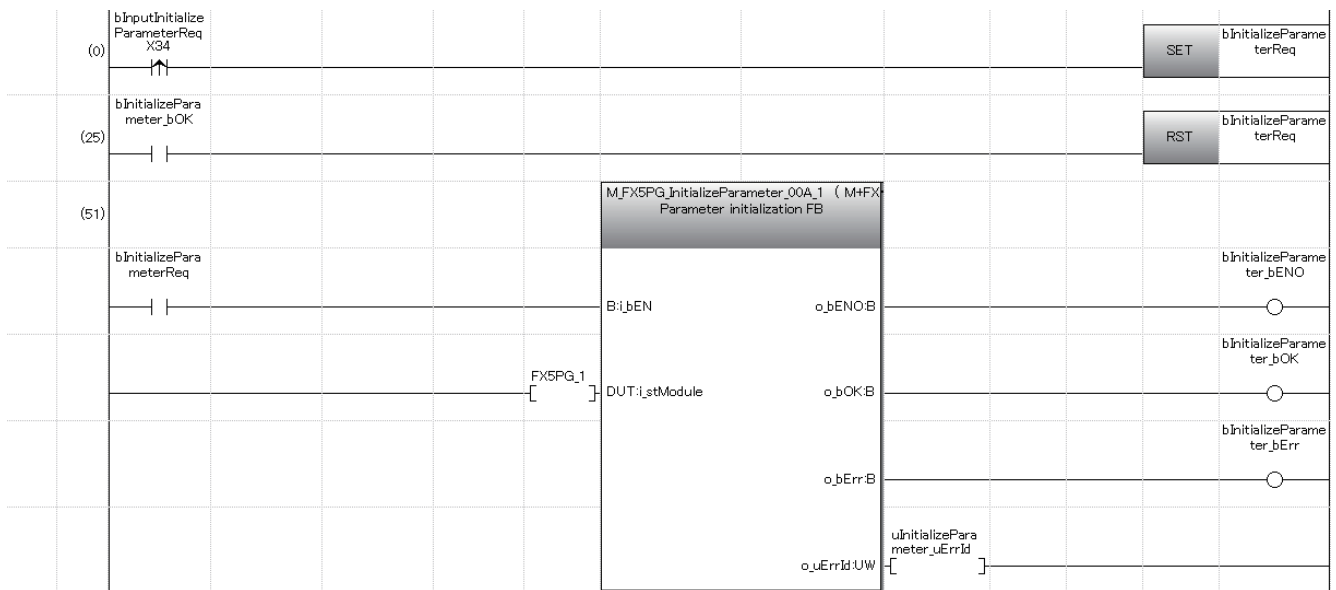 bInputInitialize
ParameterReq
X34
(0)
SET
bInitializeParame
terReq
bInitializePara
meter_bOK
(25)
RST
bInitializeParame
terReq
(51)
M_FX5PG_InitializeParameter_00A_1 ( M+FX
Parameter initialization FB
bInitializePara
meterReq
B:i_bEN
o_bENO:B
bInitializeParame
ter_bENO
FX5PG_1
DUT:i_stModule
o_bOK:B
bInitializeParame
ter_bOK
o_bErr:B
bInitializeParame
ter_bErr
o_uErrId:UW
uInitializePara
meter_uErrId